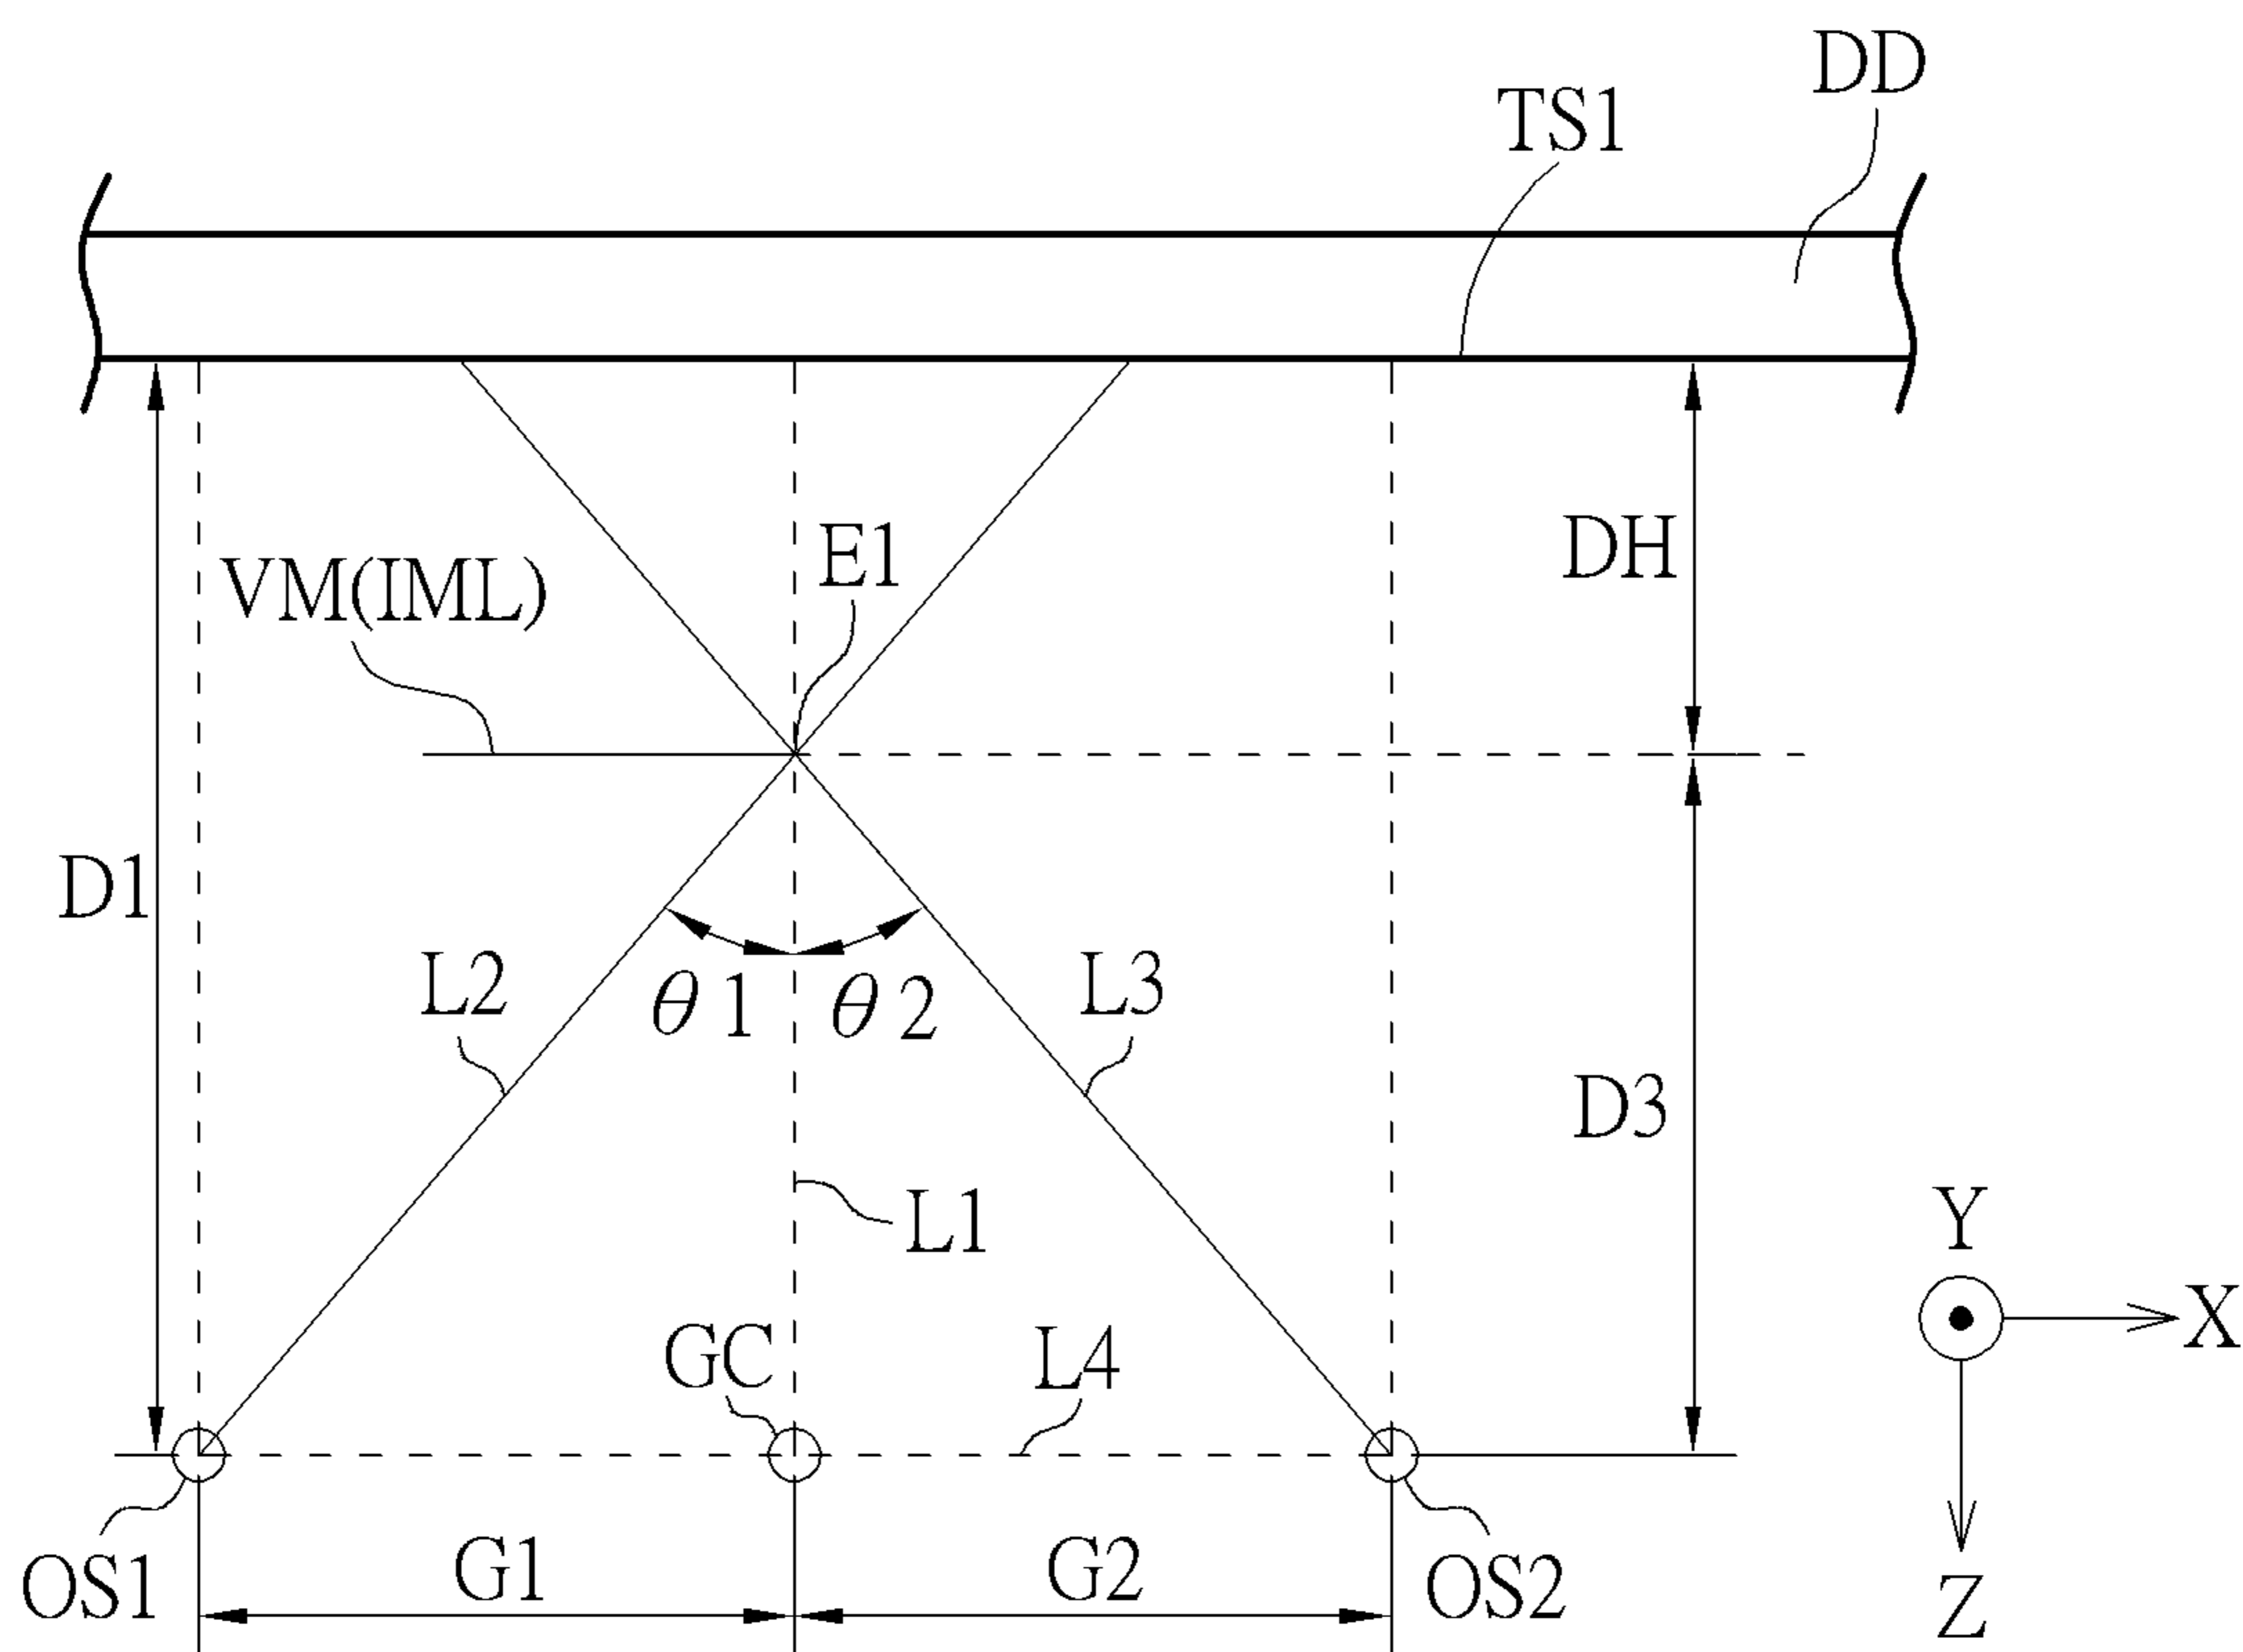 DD
TS1
E1
DH
VM(IML)
D1
L2
θ1
θ2
L3
D3
L1
Y
X
GC
L4
OS1
G1
G2
OS2
Z